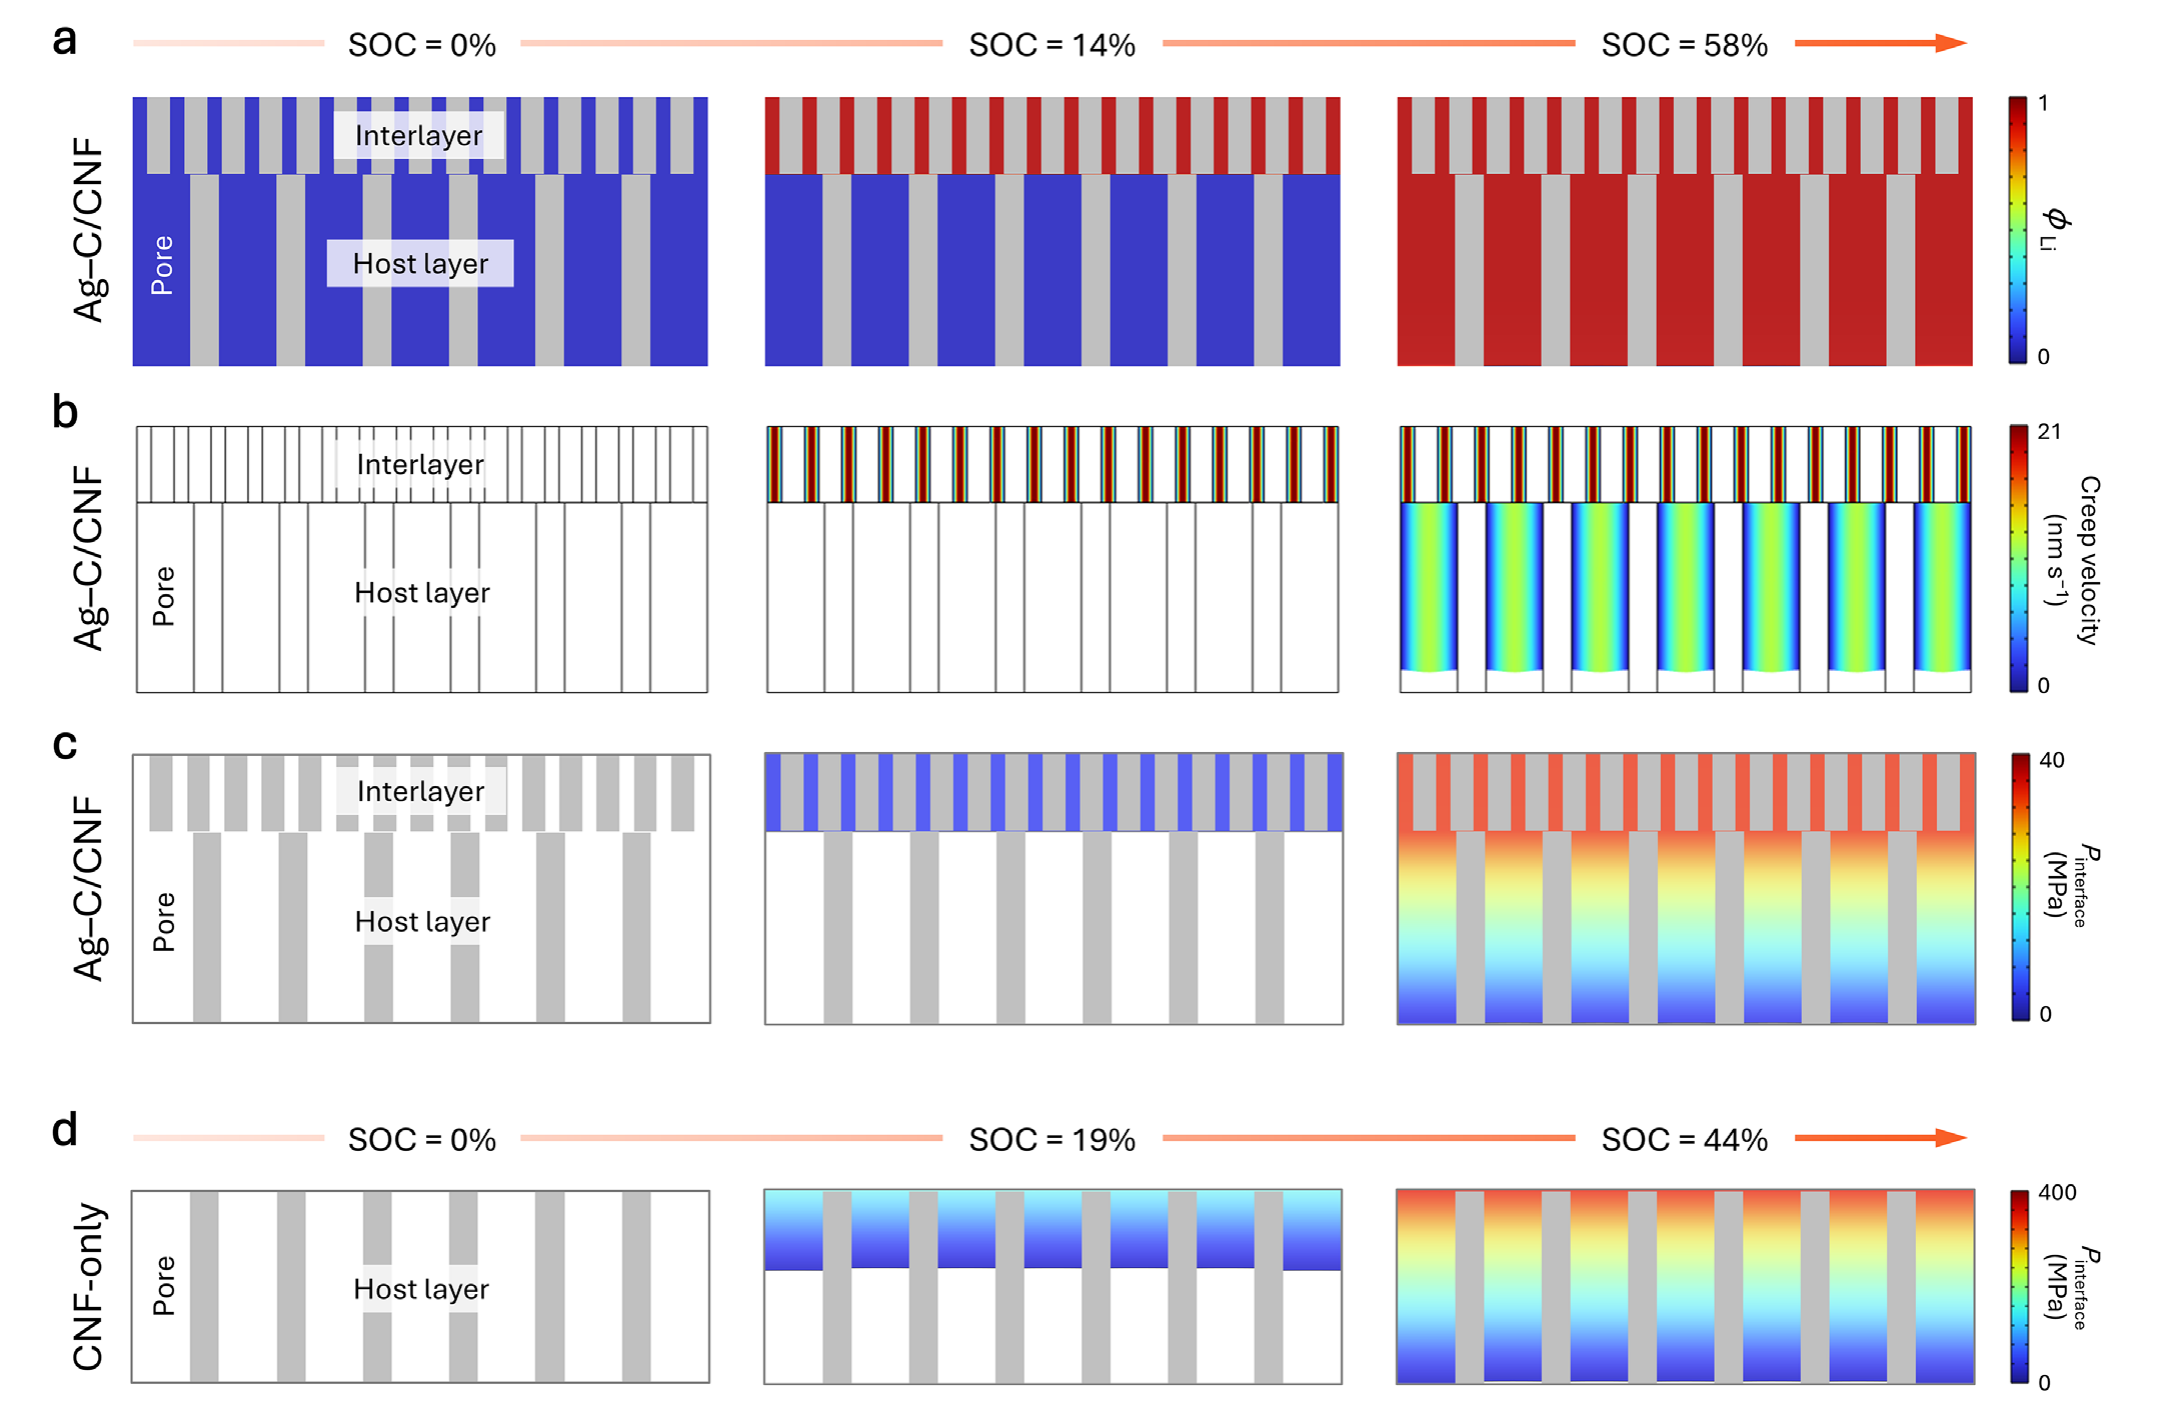 a
SOC = 0%
SOC = 14%
SOC = 58%
Ag–C/CNF
Interlayer
Pore
Host layer
1
ϕLi
0
b
Ag–C/CNF
Interlayer
Pore
Host layer
21
Creep velocity
(nm s⁻¹)
0
c
Ag–C/CNF
Interlayer
Pore
Host layer
40
Pinterface
(MPa)
0
d
SOC = 0%
SOC = 19%
SOC = 44%
CNF-only
Pore
Host layer
400
Pinterface
(MPa)
0